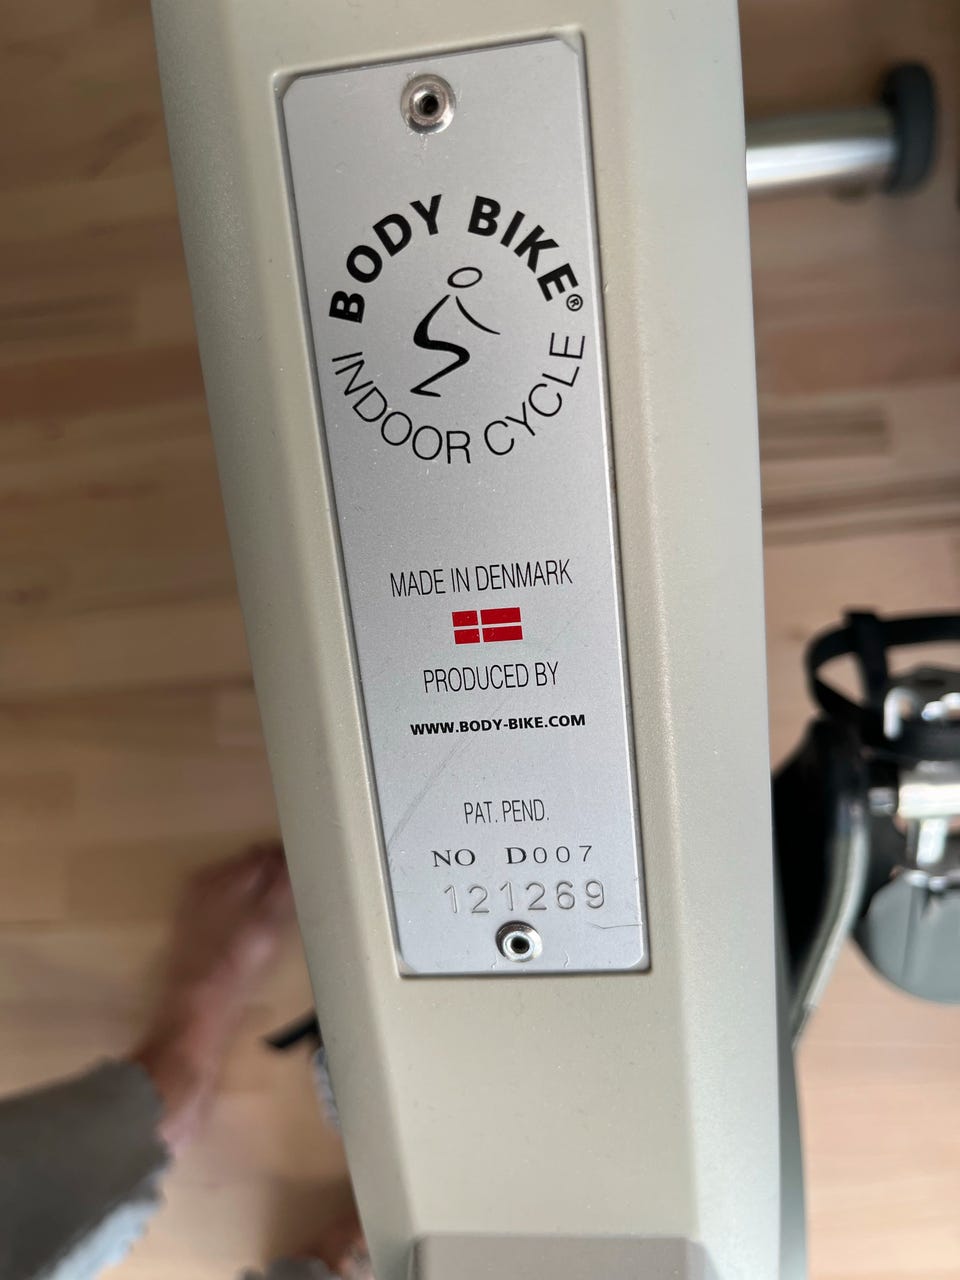 BODY BIKE®
INDOOR CYCLE
MADE IN DENMARK
PRODUCED BY
WWW.BODY-BIKE.COM
PAT. PEND.
NO D007
121269